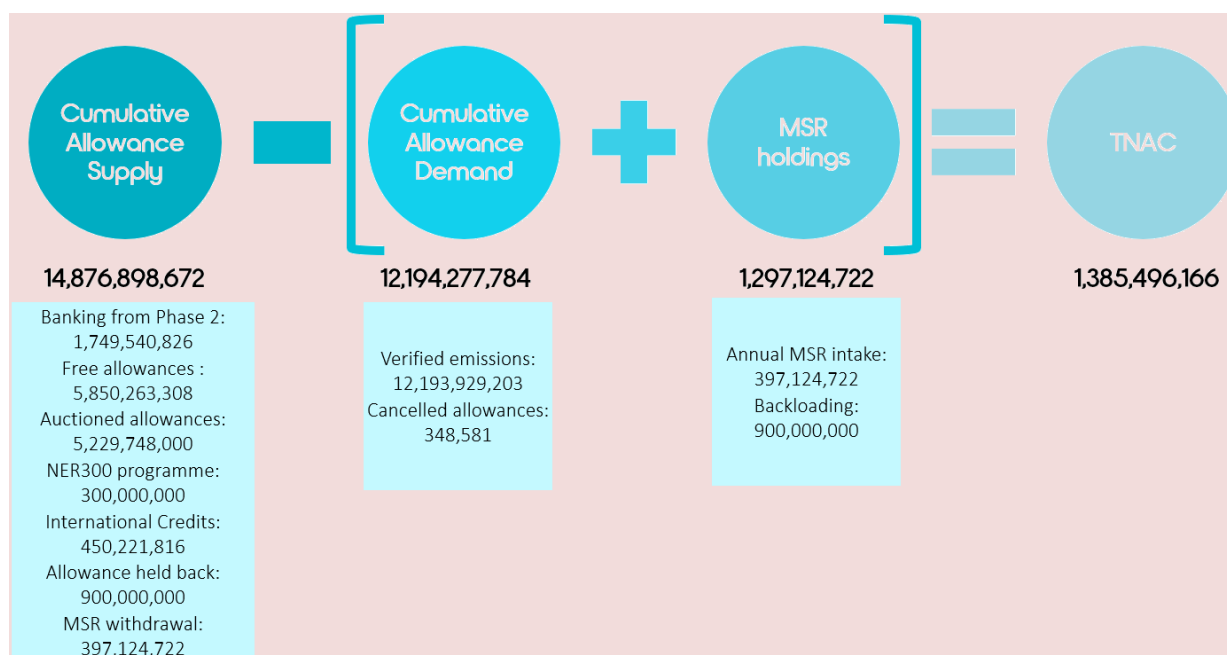 Cumulative
Allowance
Supply
Cumulative
Allowance
Demand
MSR
holdings
TNAC
14,876,898,672
12,194,277,784
1,297,124,722
1,385,496,166
Banking from Phase 2:
1,749,540,826
Free allowances :
5,850,263,308
Auctioned allowances:
5,229,748,000
NER300 programme:
300,000,000
International Credits:
450,221,816
Allowance held back:
900,000,000
MSR withdrawal:
397,124,722
Verified emissions:
12,193,929,203
Cancelled allowances:
348,581
Annual MSR intake:
397,124,722
Backloading:
900,000,000